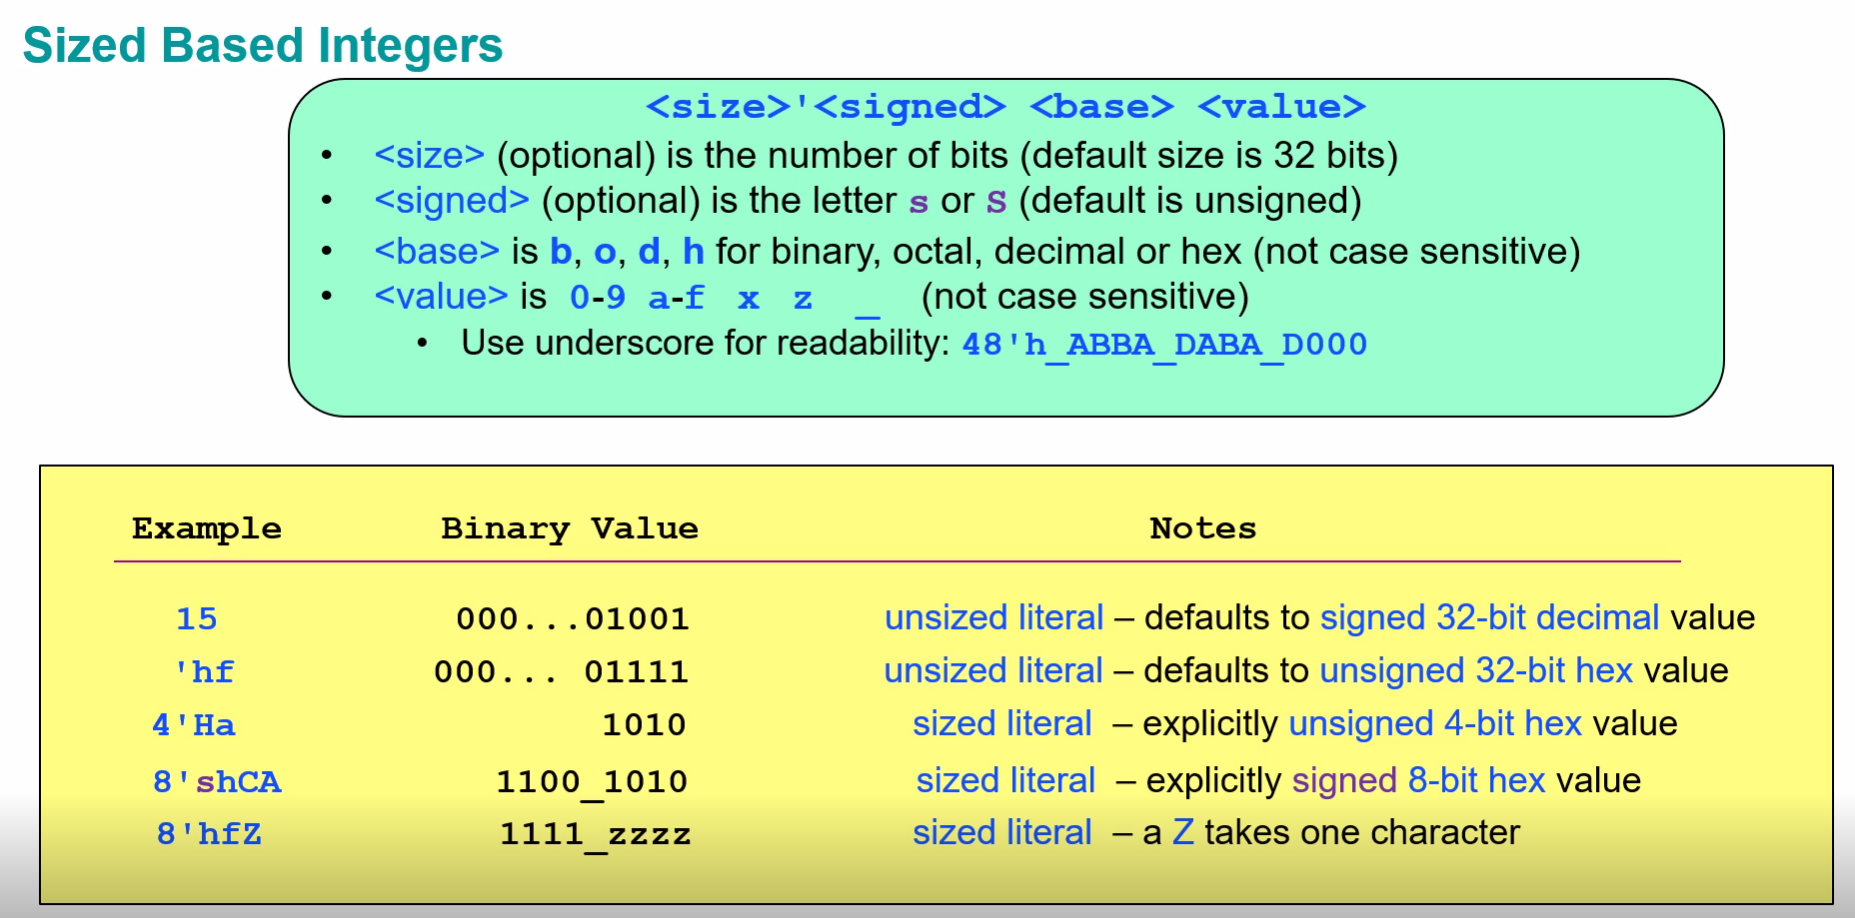 Sized Based Integers
<size>'<signed> <base> <value>
• <size> (optional) is the number of bits (default size is 32 bits)
• <signed> (optional) is the letter s or S (default is unsigned)
• <base> is b, o, d, h for binary, octal, decimal or hex (not case sensitive)
• <value> is 0-9 a-f x z _ (not case sensitive)
• Use underscore for readability: 48'h_ABBA_DABA_D000
Example Binary Value Notes
15 000...01001 unsized literal – defaults to signed 32-bit decimal value
'hf 000... 01111 unsized literal – defaults to unsigned 32-bit hex value
4'Ha 1010 sized literal – explicitly unsigned 4-bit hex value
8'shCA 1100_1010 sized literal – explicitly signed 8-bit hex value
8'hfZ 1111_zzzz sized literal – a Z takes one character